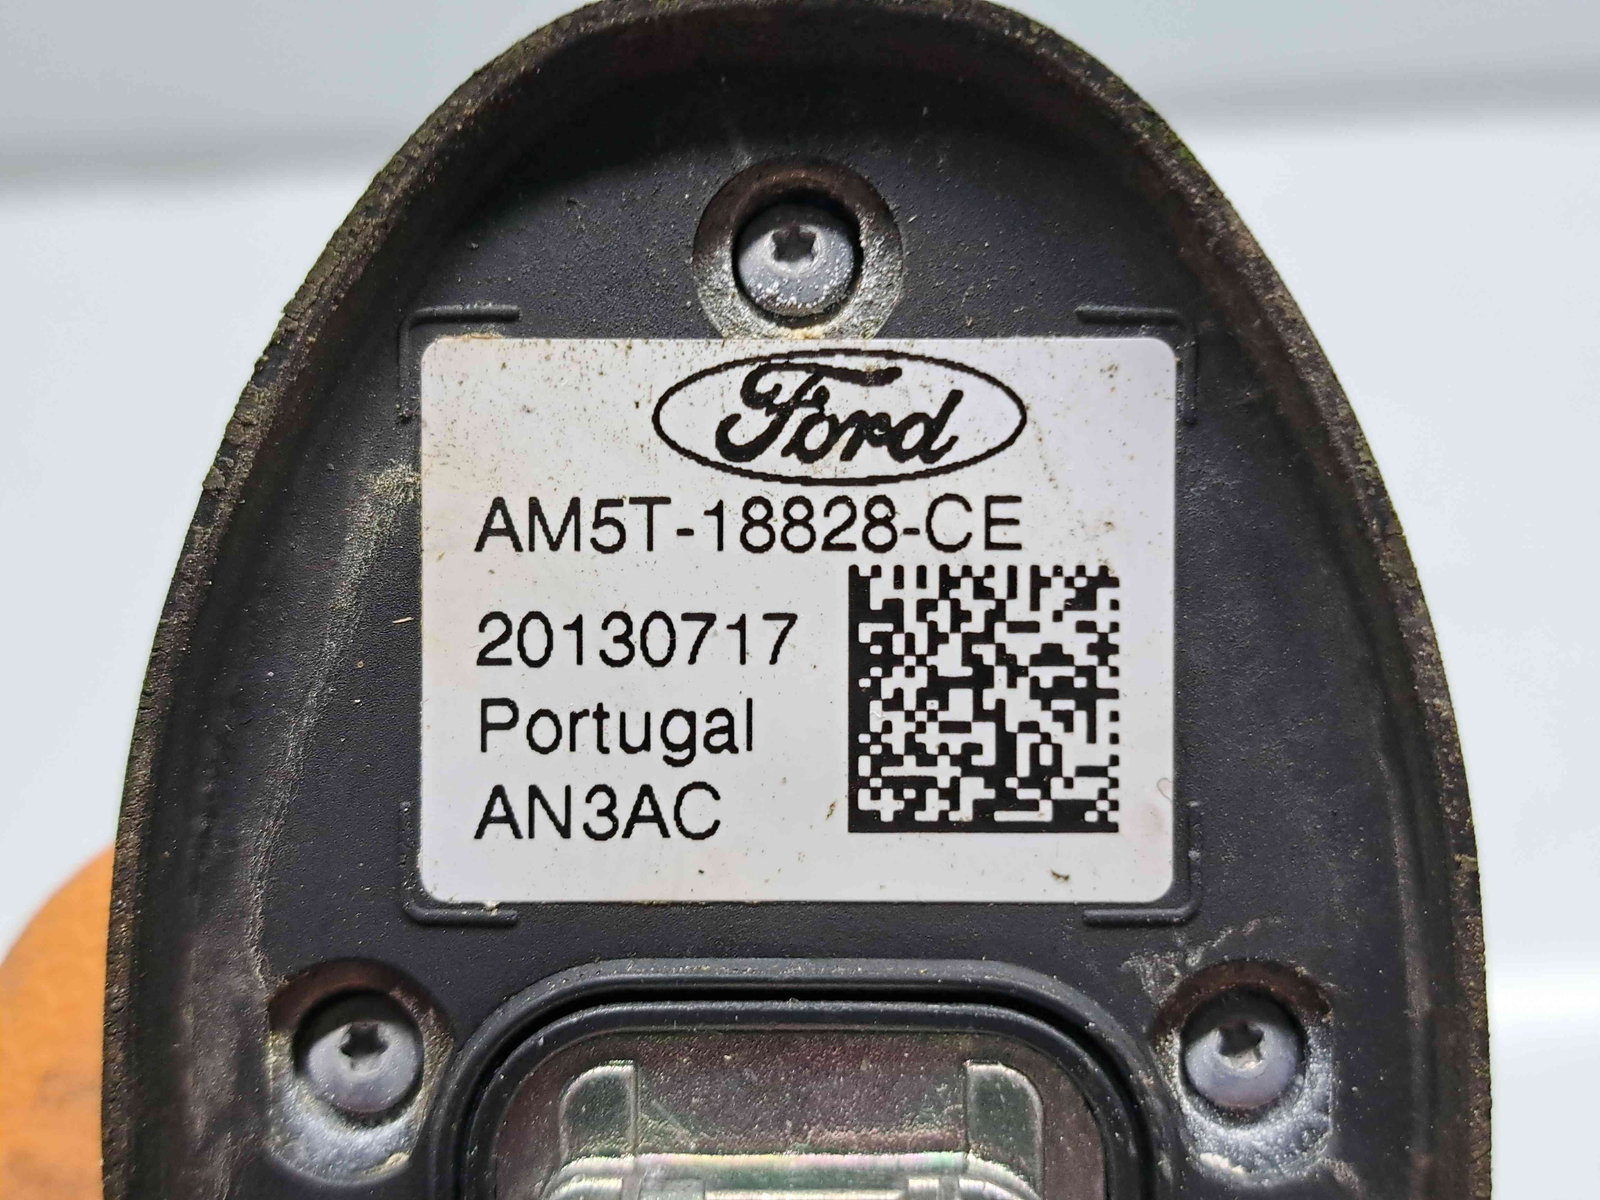 Ford
AM5T-18828-CE
20130717
Portugal
AN3AC